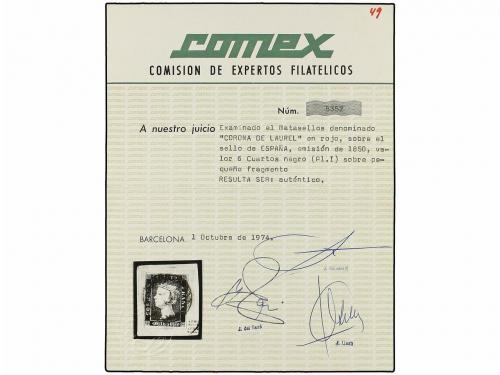 49
comex
COMISION DE EXPERTOS FILATELICOS
Núm. 5352
A nuestro juicio Examinado el Matasellos denominado
"CORONA DE LAUREL" en rojo, sobre el
sello de ESPAÑA, emisión de 1850, va-
lor 6 Cuartos negro (Pl.I) sobre pe-
queño fragmento
RESULTA SER: auténtico.
BARCELONA 1 Octubre de 1974.